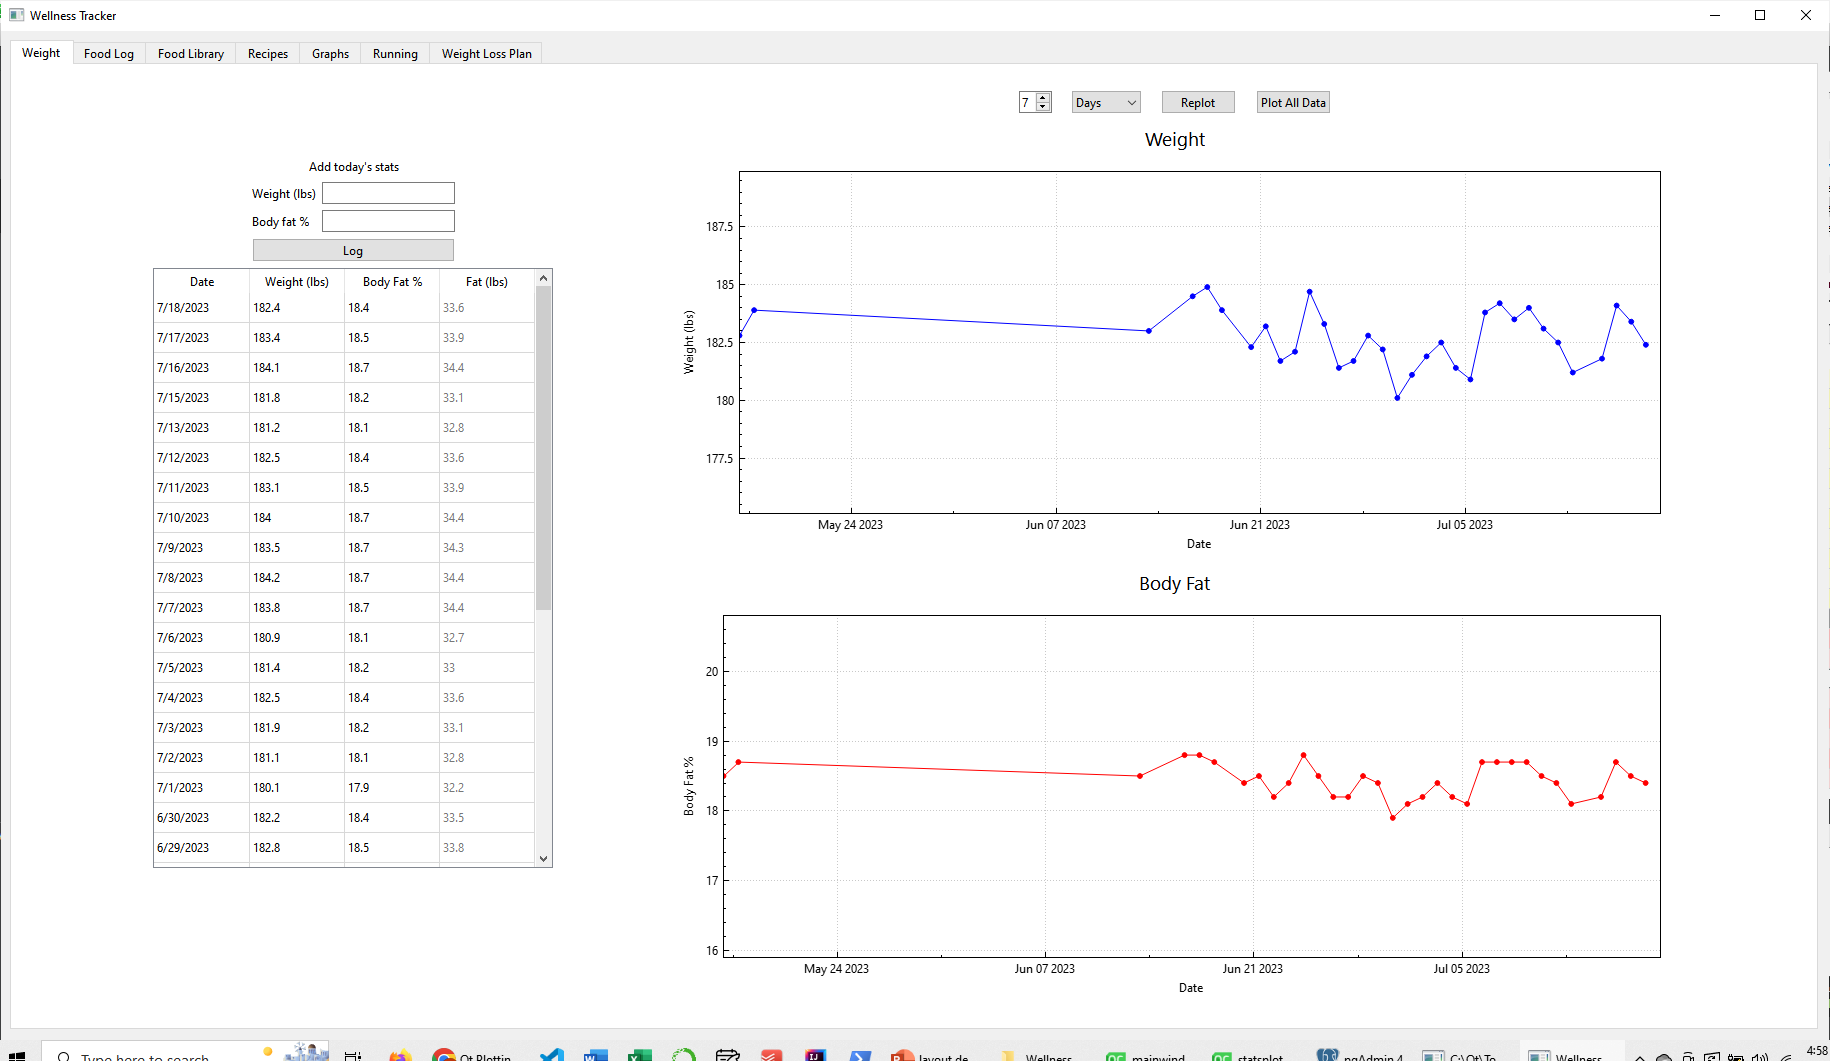 Wellness Tracker
Weight Food Log Food Library Recipes Graphs Running Weight Loss Plan
7 Days Replot Plot All Data
Add today's stats
Weight (lbs)
Body fat %
Log
Date Weight (lbs) Body Fat % Fat (lbs)
7/18/2023 182.4 18.4 33.6
7/17/2023 183.4 18.5 33.9
7/16/2023 184.1 18.7 34.4
7/15/2023 181.8 18.2 33.1
7/13/2023 181.2 18.1 32.8
7/12/2023 182.5 18.4 33.6
7/11/2023 183.1 18.5 33.9
7/10/2023 184 18.7 34.4
7/9/2023 183.5 18.7 34.3
7/8/2023 184.2 18.7 34.4
7/7/2023 183.8 18.7 34.4
7/6/2023 180.9 18.1 32.7
7/5/2023 181.4 18.2 33
7/4/2023 182.5 18.4 33.6
7/3/2023 181.9 18.2 33.1
7/2/2023 181.1 18.1 32.8
7/1/2023 180.1 17.9 32.2
6/30/2023 182.2 18.4 33.5
6/29/2023 182.8 18.5 33.8
Weight
187.5
185
182.5
180
177.5
Weight (lbs)
May 24 2023 Jun 07 2023 Jun 21 2023 Jul 05 2023
Date
Body Fat
20
19
18
17
16
Body Fat %
May 24 2023 Jun 07 2023 Jun 21 2023 Jul 05 2023
Date
Type here to search Qt Plottin layout de Wellness mainwind statsplot pgAdmin 4 C:\Qt\To Wellness 4:58